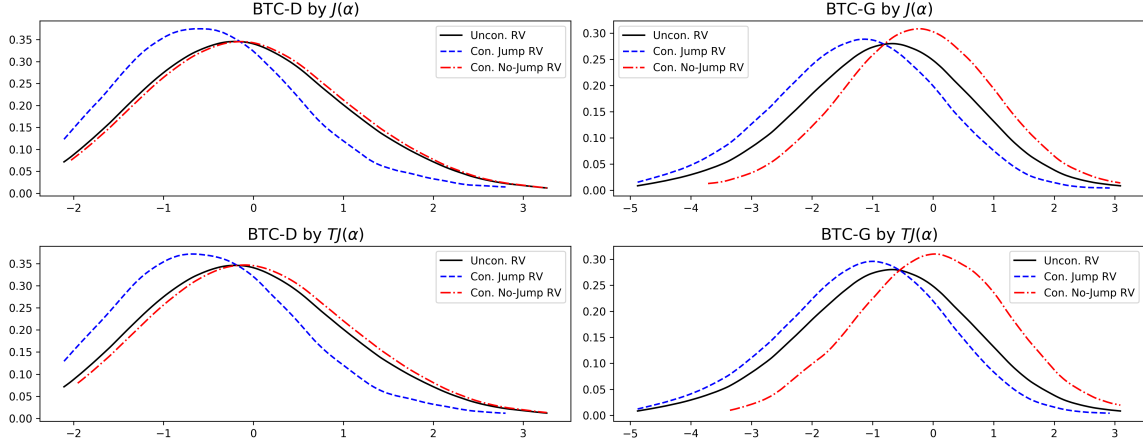 BTC-D by J(α)
0.35
0.30
0.25
0.20
0.15
0.10
0.05
0.00
Uncon. RV
Con. Jump RV
Con. No-Jump RV
−2 −1 0 1 2 3
BTC-G by J(α)
0.30
0.25
0.20
0.15
0.10
0.05
0.00
Uncon. RV
Con. Jump RV
Con. No-Jump RV
−5 −4 −3 −2 −1 0 1 2 3
BTC-D by TJ(α)
0.35
0.30
0.25
0.20
0.15
0.10
0.05
0.00
Uncon. RV
Con. Jump RV
Con. No-Jump RV
−2 −1 0 1 2 3
BTC-G by TJ(α)
0.30
0.25
0.20
0.15
0.10
0.05
0.00
Uncon. RV
Con. Jump RV
Con. No-Jump RV
−5 −4 −3 −2 −1 0 1 2 3